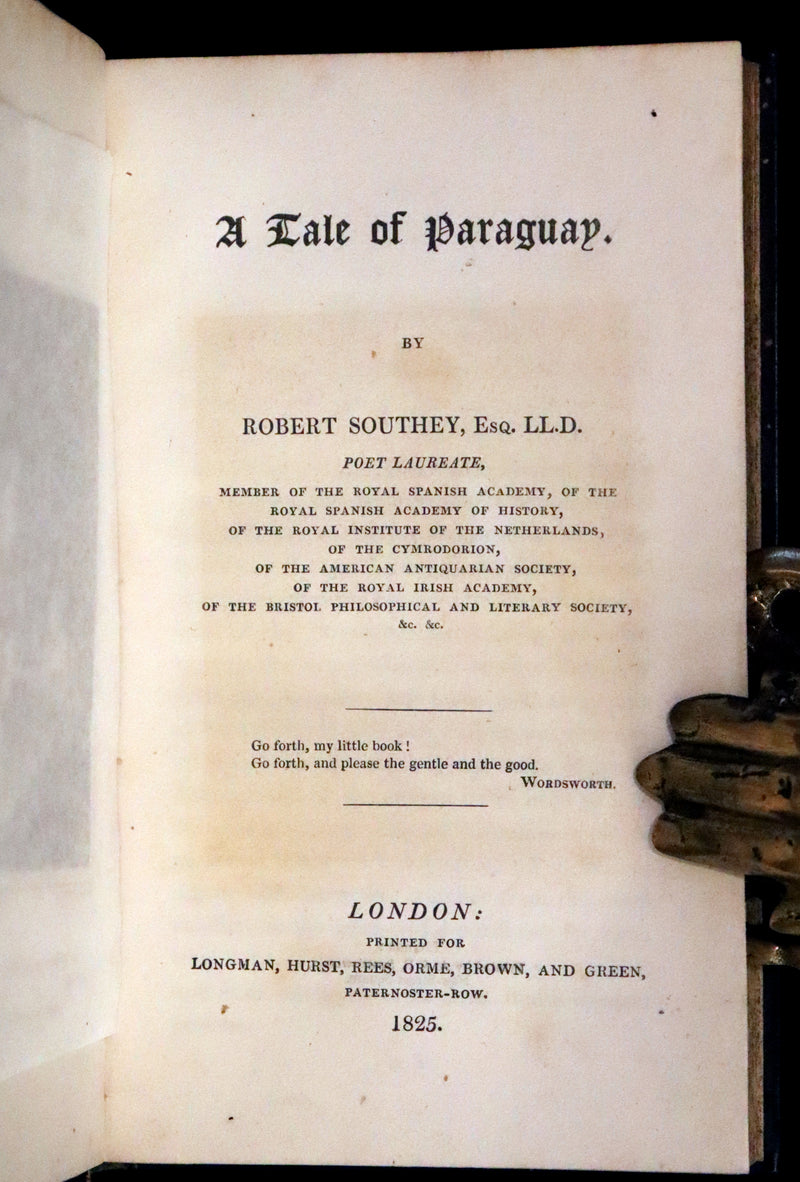 A Tale of Paraguay.
BY
ROBERT SOUTHEY, ESQ. LL.D.
POET LAUREATE,
MEMBER OF THE ROYAL SPANISH ACADEMY, OF THE
ROYAL SPANISH ACADEMY OF HISTORY,
OF THE ROYAL INSTITUTE OF THE NETHERLANDS,
OF THE CYMRODORION,
OF THE AMERICAN ANTIQUARIAN SOCIETY,
OF THE ROYAL IRISH ACADEMY,
OF THE BRISTOL PHILOSOPHICAL AND LITERARY SOCIETY,
&c. &c.
Go forth, my little book!
Go forth, and please the gentle and the good.
WORDSWORTH.
LONDON:
PRINTED FOR
LONGMAN, HURST, REES, ORME, BROWN, AND GREEN,
PATERNOSTER-ROW.
1825.